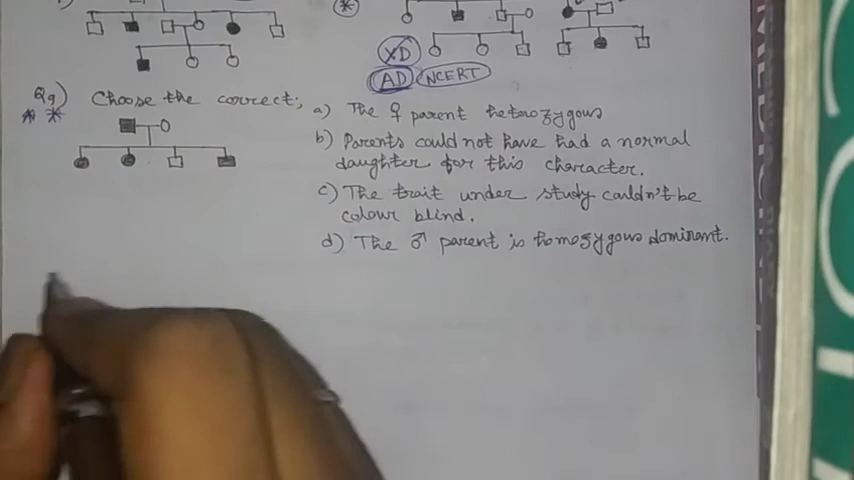 XD
AD NCERT
Q9) Choose the correct;
a) The ♀ parent heterozygous
b) Parents could not have had a normal
daughter for this character.
c) The trait under study couldn't be
colour blind.
d) The ♂ parent is homozygous dominent.